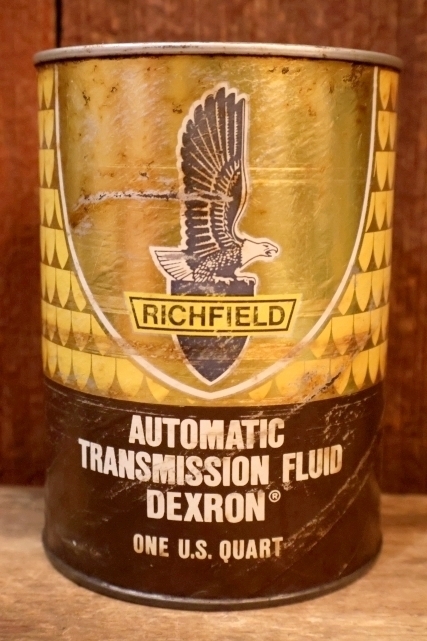 RICHFIELD
AUTOMATIC
TRANSMISSION FLUID
DEXRON®
ONE U.S. QUART